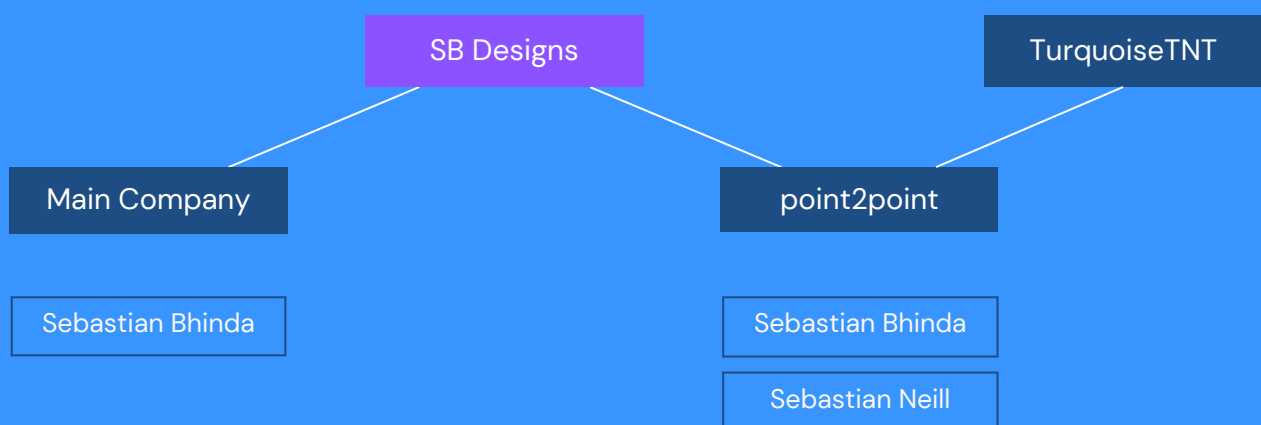 SB Designs
TurquoiseTNT
Main Company
point2point
Sebastian Bhinda
Sebastian Bhinda
Sebastian Neill